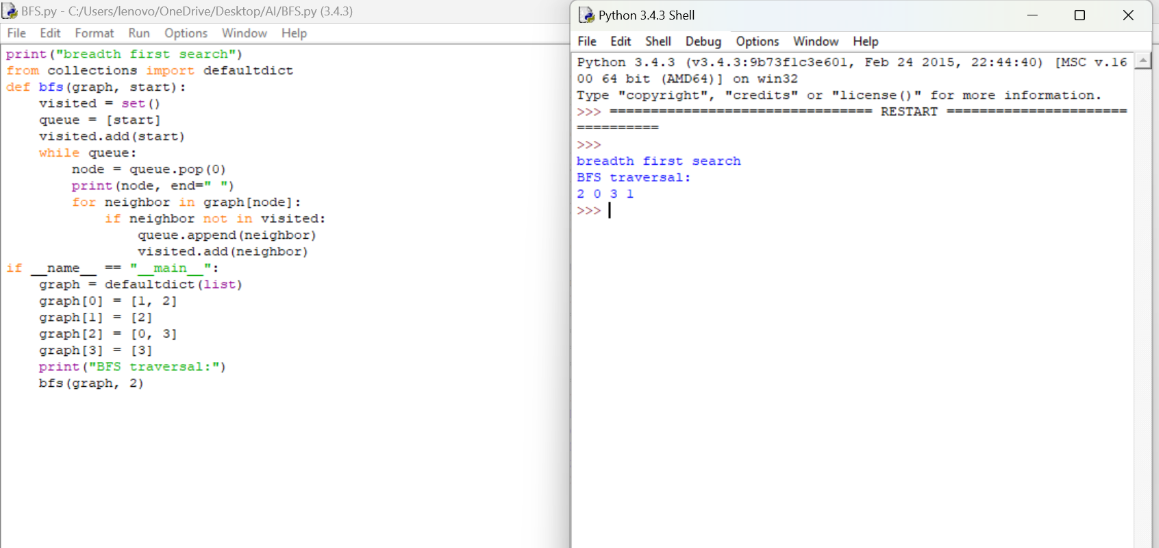 BFS.py - C:/Users/lenovo/OneDrive/Desktop/AI/BFS.py (3.4.3)
File Edit Format Run Options Window Help
print("breadth first search")
from collections import defaultdict
def bfs(graph, start):
    visited = set()
    queue = [start]
    visited.add(start)
    while queue:
        node = queue.pop(0)
        print(node, end=" ")
        for neighbor in graph[node]:
            if neighbor not in visited:
                queue.append(neighbor)
                visited.add(neighbor)
if __name__ == "__main__":
    graph = defaultdict(list)
    graph[0] = [1, 2]
    graph[1] = [2]
    graph[2] = [0, 3]
    graph[3] = [3]
    print("BFS traversal:")
    bfs(graph, 2)
Python 3.4.3 Shell
File Edit Shell Debug Options Window Help
Python 3.4.3 (v3.4.3:9b73f1c3e601, Feb 24 2015, 22:44:40) [MSC v.16
00 64 bit (AMD64)] on win32
Type "copyright", "credits" or "license()" for more information.
>>> ================================ RESTART ======================
==========
>>>
breadth first search
BFS traversal:
2 0 3 1
>>>